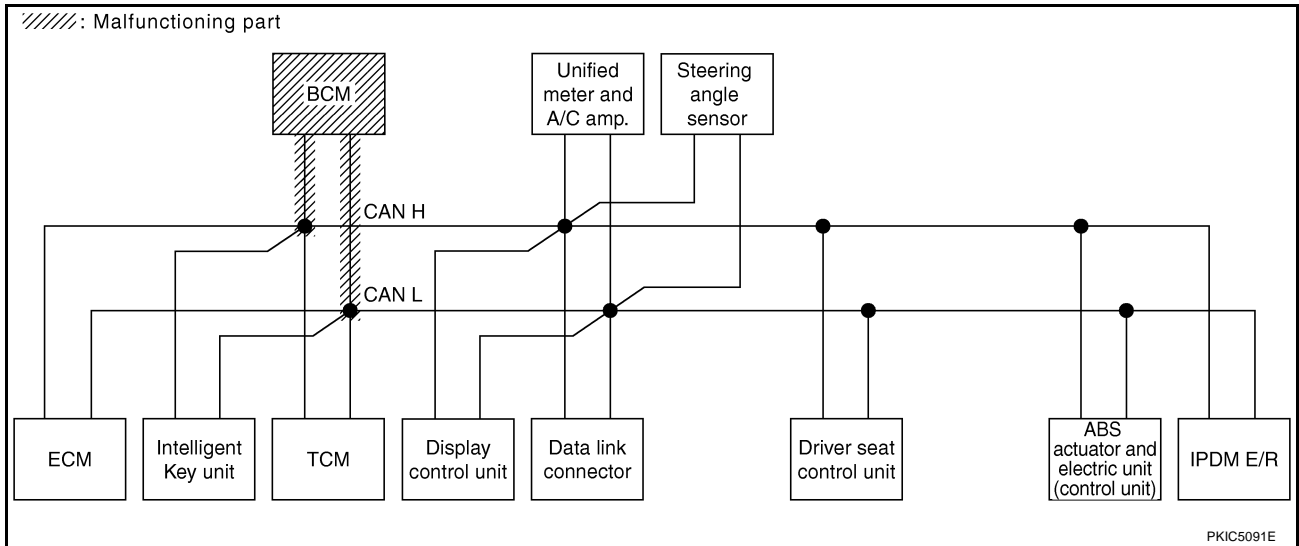 : Malfunctioning part
BCM
Unified
meter and
A/C amp.
Steering
angle
sensor
CAN H
CAN L
ECM
Intelligent
Key unit
TCM
Display
control unit
Data link
connector
Driver seat
control unit
ABS
actuator and
electric unit
(control unit)
IPDM E/R
PKIC5091E